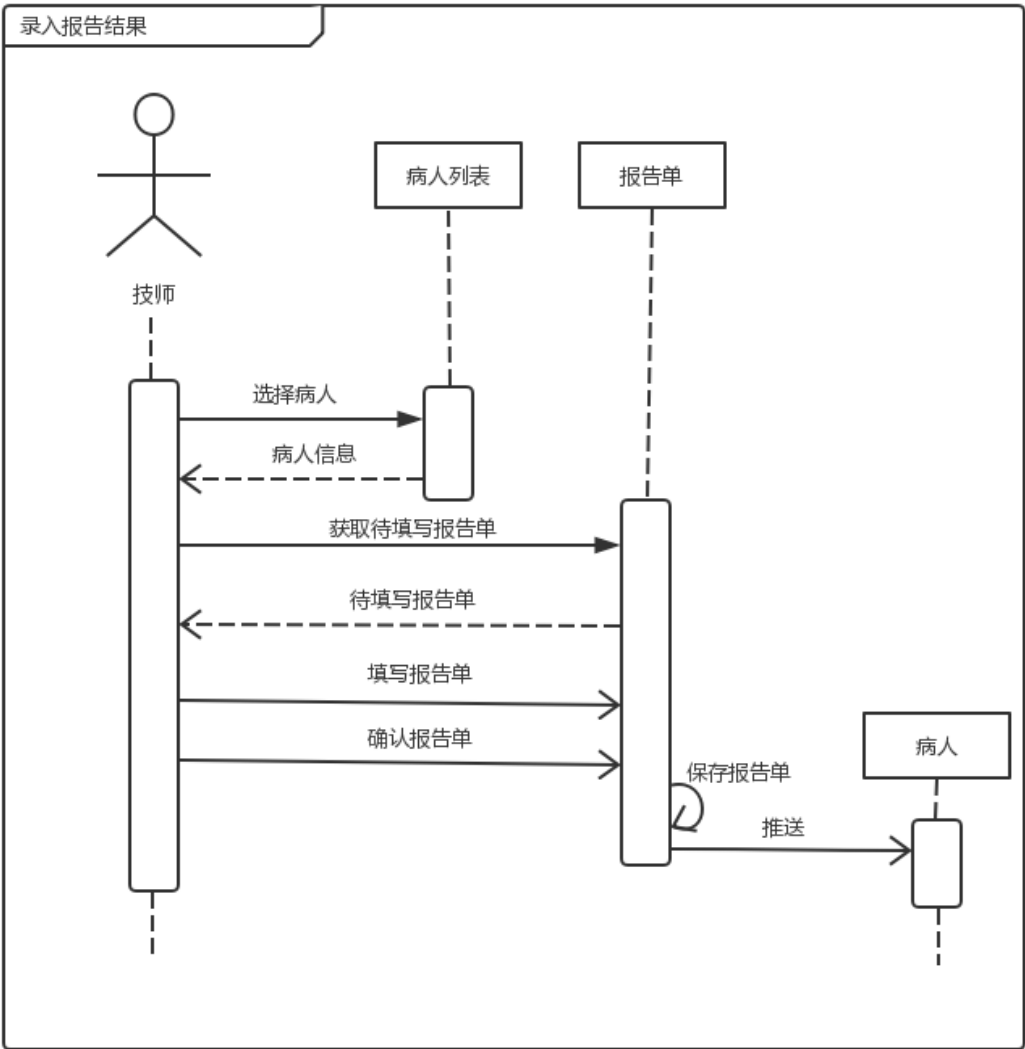 录入报告结果
病人列表
报告单
技师
选择病人
病人信息
获取待填写报告单
待填写报告单
填写报告单
确认报告单
病人
保存报告单
推送